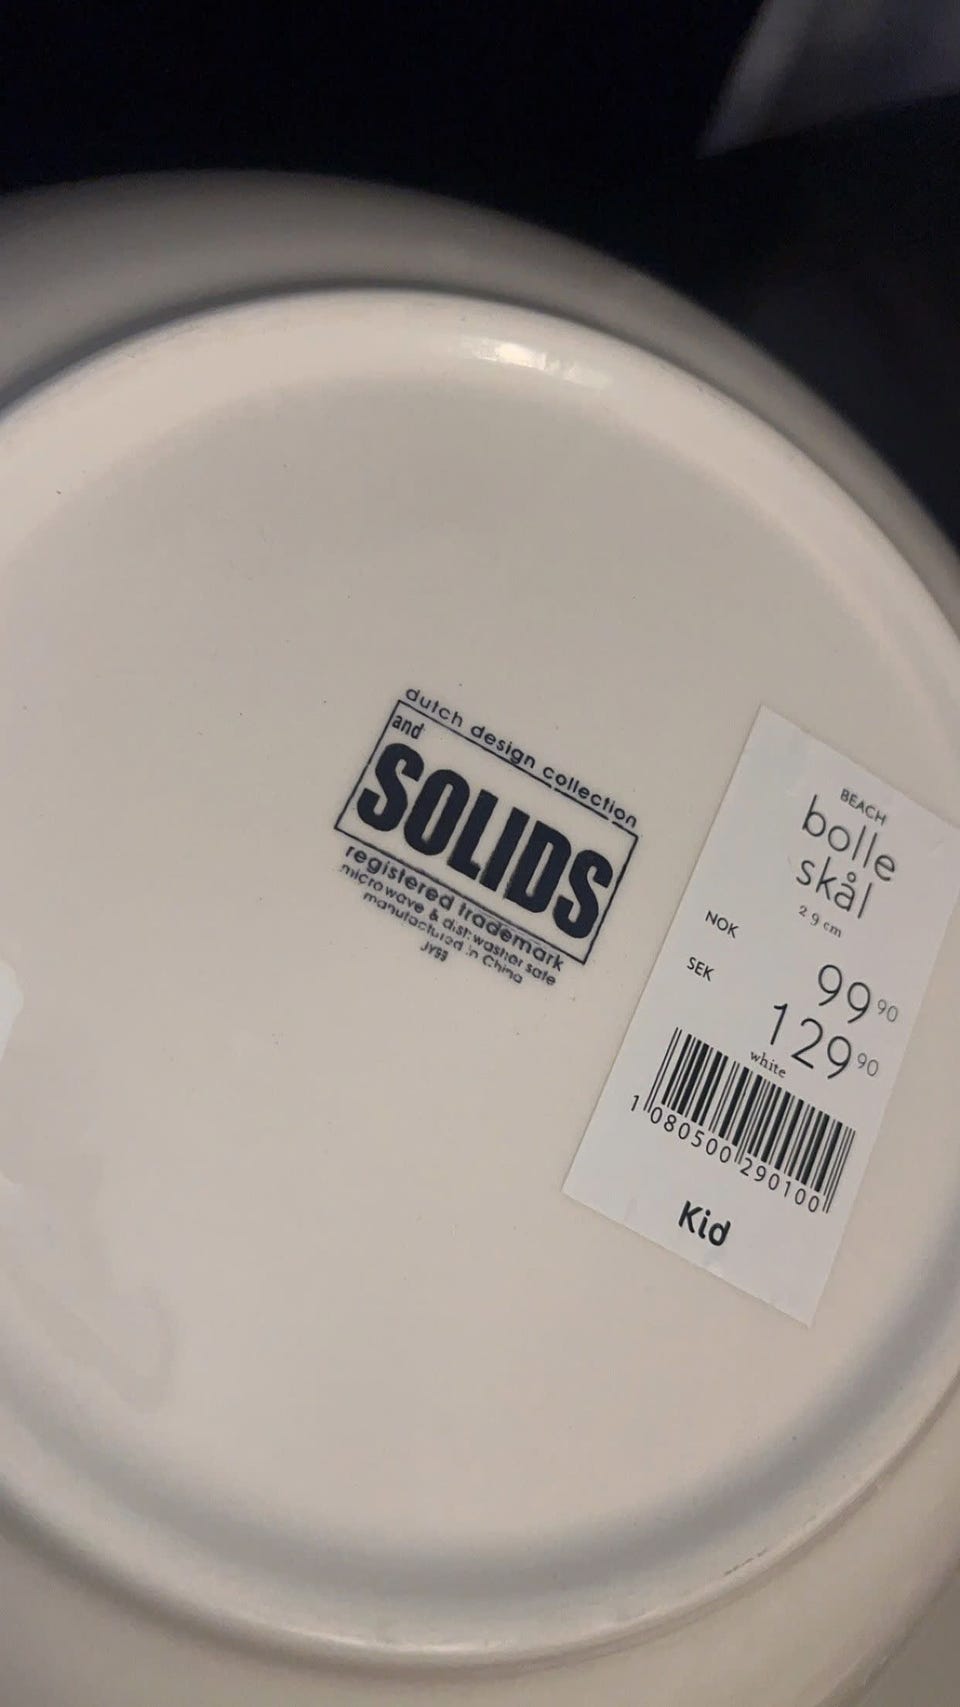 dutch design collection
and
SOLIDS
registered trademark
microwave & dishwasher safe
manufactured in China
BEACH
bolle
skål
29 cm
NOK 99 90
SEK 129 90
white
1 080500 290100
Kid